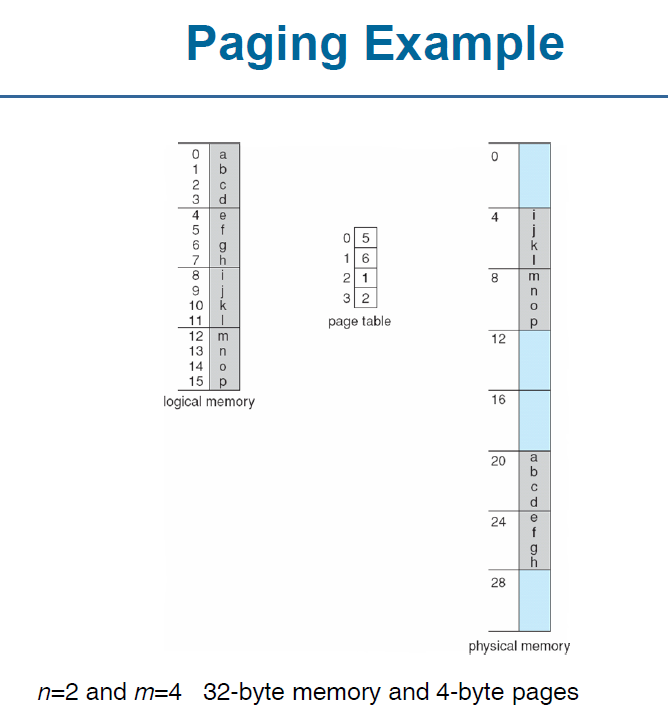 Paging Example
0 a
1 b
2 c
3 d
4 e
5 f
6 g
7 h
8 i
9 j
10 k
11 l
12 m
13 n
14 o
15 p
logical memory
0 5
1 6
2 1
3 2
page table
0
4 i
j
k
l
8 m
n
o
p
12
16
20 a
b
c
d
24 e
f
g
h
28
physical memory
n=2 and m=4 32-byte memory and 4-byte pages